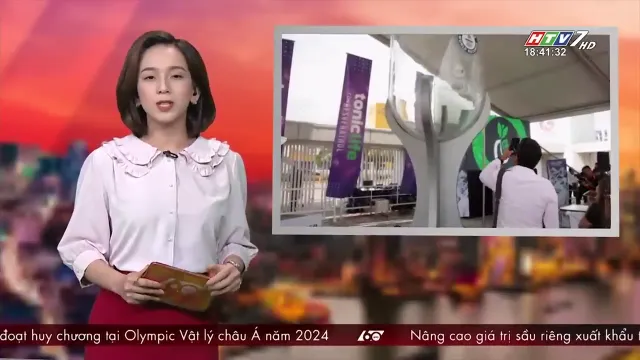 HTV7 HD
18:41:32
tonic life
đoạt huy chương tại Olympic Vật lý châu Á năm 2024 60 Nâng cao giá trị sầu riêng xuất khẩu